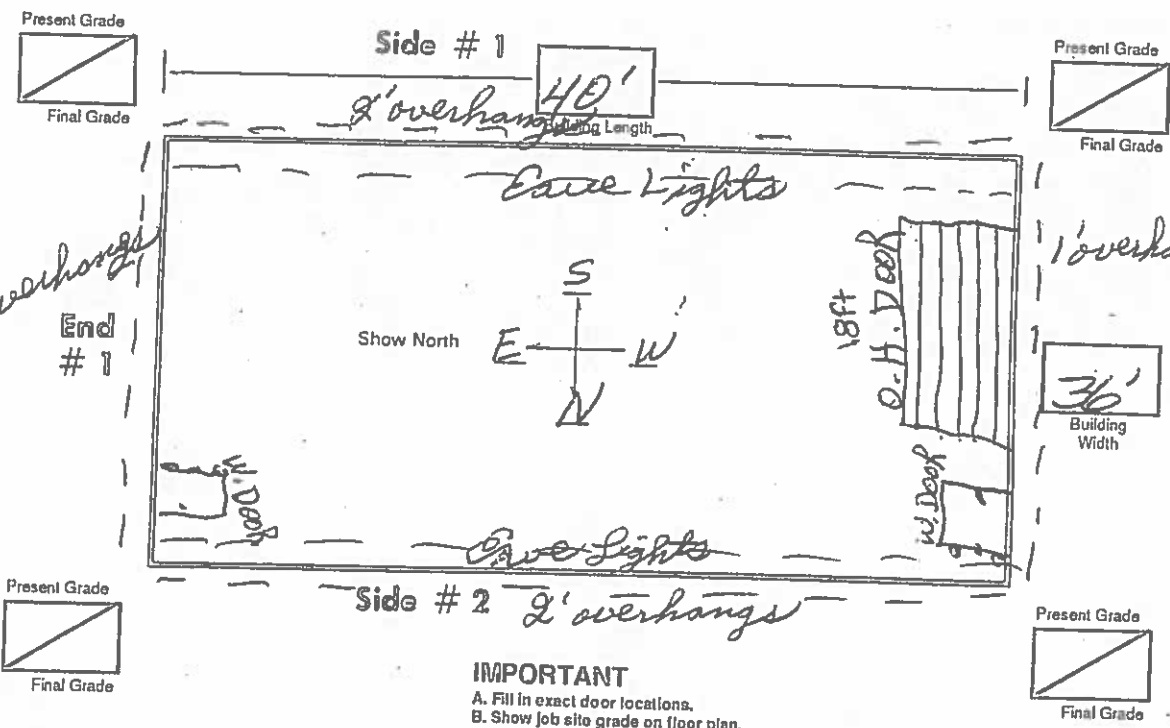 Present Grade
Final Grade
Side # 1
40'
2' overhangs
Building Length
Present Grade
Final Grade
Eave Lights
overhangs
End
# 1
Show North
S
E
W
N
18ft
O.H. Door
1' overha
36'
Building
Width
W. Door
W. Door
Eave Lights
Present Grade
Final Grade
Side # 2
2' overhangs
Present Grade
Final Grade
IMPORTANT
A. Fill in exact door locations.
B. Show job site grade on floor plan.